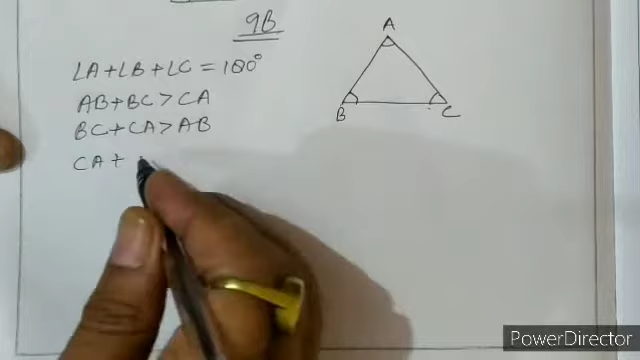 9B
∠A+∠B+∠C = 180°
AB+BC > CA
BC+CA > AB
CA +
A
B
C
PowerDirector